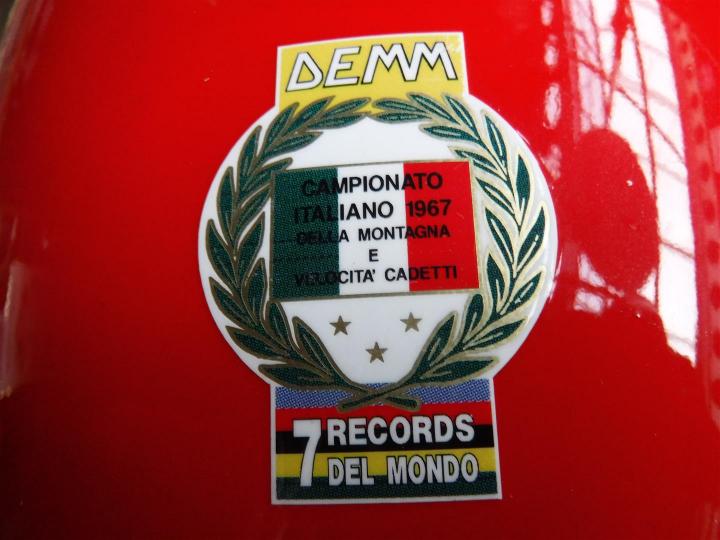 DEMM
CAMPIONATO
ITALIANO 1967
DELLA MONTAGNA
E
VELOCITA' CADETTI
7 RECORDS
DEL MONDO